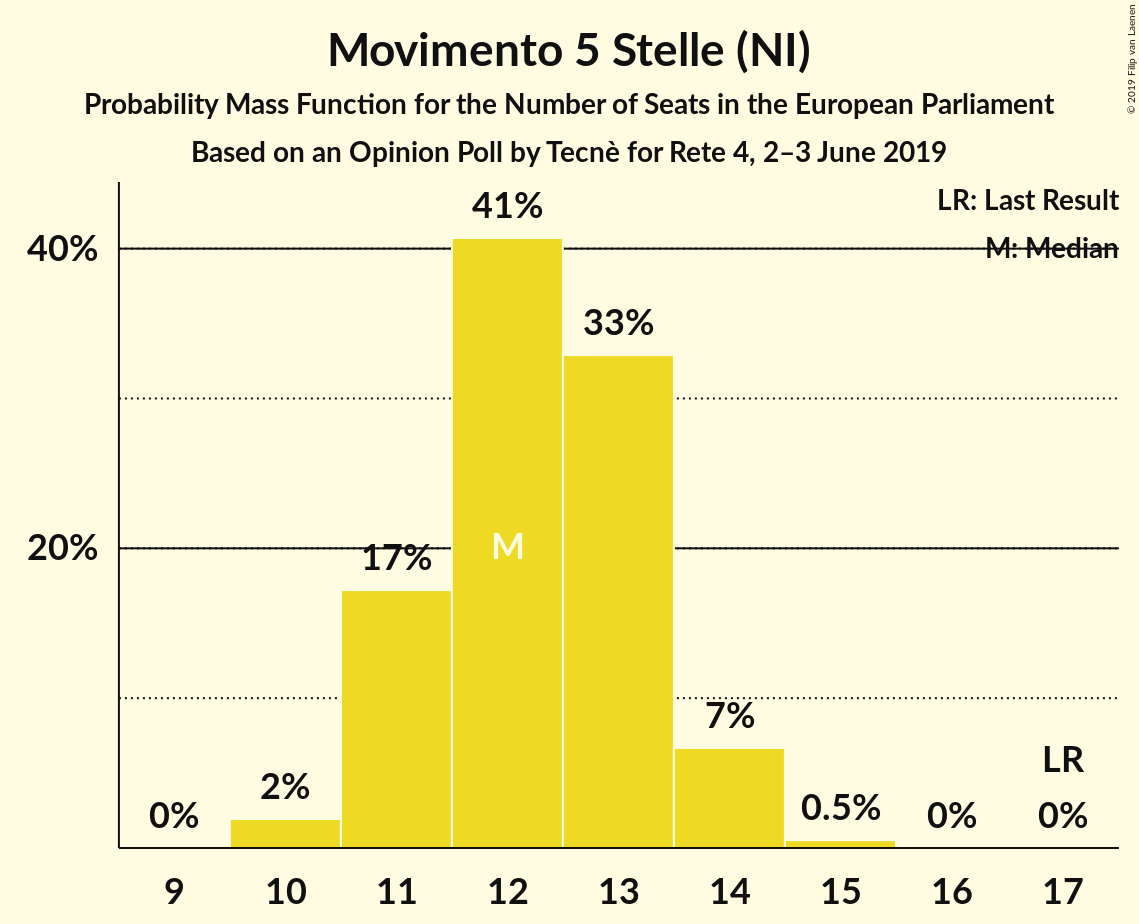 Movimento 5 Stelle (NI)
Probability Mass Function for the Number of Seats in the European Parliament
Based on an Opinion Poll by Tecnè for Rete 4, 2–3 June 2019
© 2019 Filip van Laenen
LR: Last Result
M: Median
40%
20%
0%
2%
17%
41%
M
33%
7%
0.5%
0%
LR
0%
9 10 11 12 13 14 15 16 17